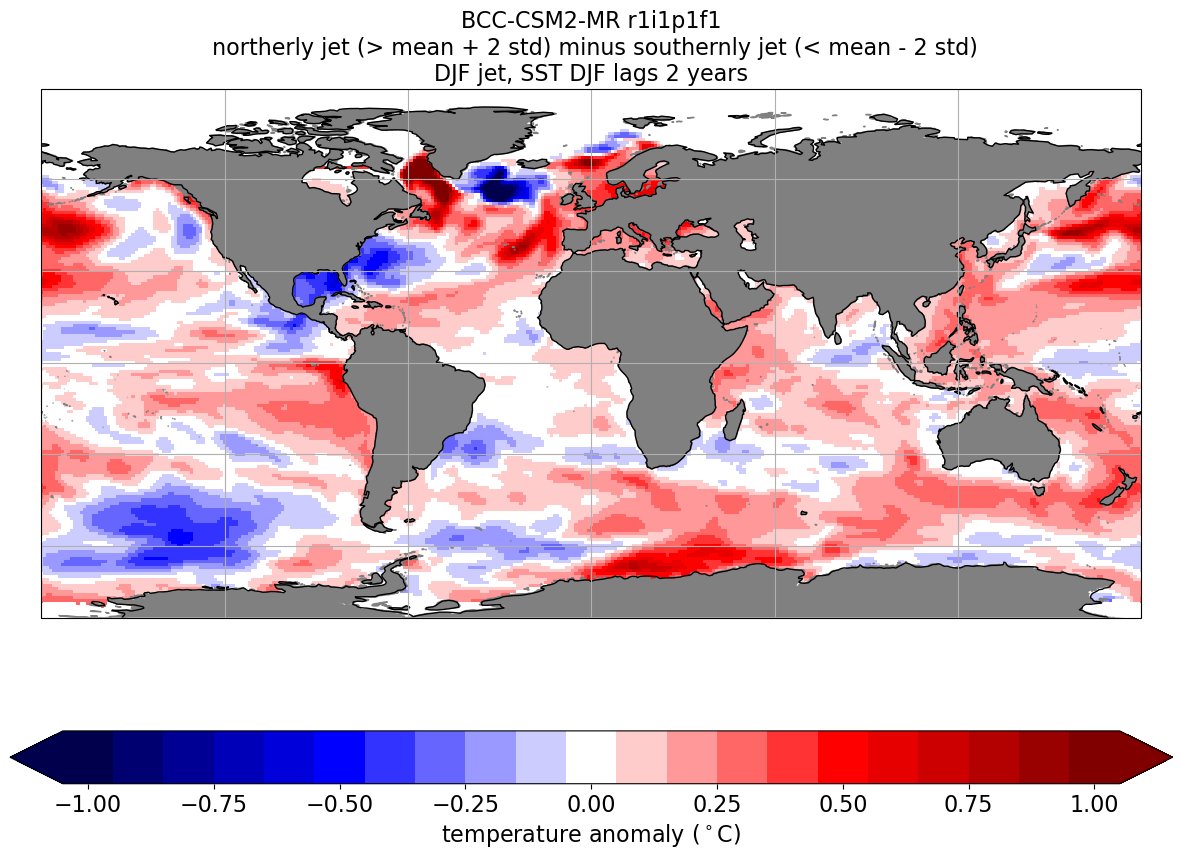 BCC-CSM2-MR r1i1p1f1
northerly jet (> mean + 2 std) minus southernly jet (< mean - 2 std)
DJF jet, SST DJF lags 2 years
−1.00 −0.75 −0.50 −0.25 0.00 0.25 0.50 0.75 1.00
temperature anomaly (°C)